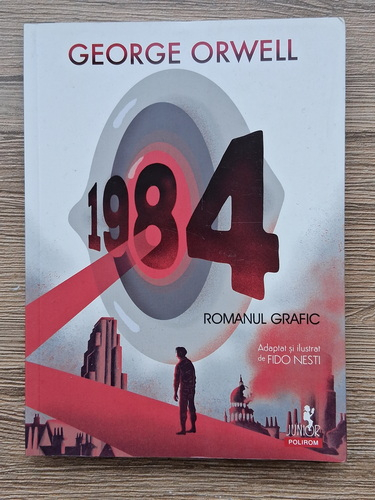 GEORGE ORWELL
1984
ROMANUL GRAFIC
Adaptat și ilustrat
de FIDO NESTI
JUNIOR
POLIROM